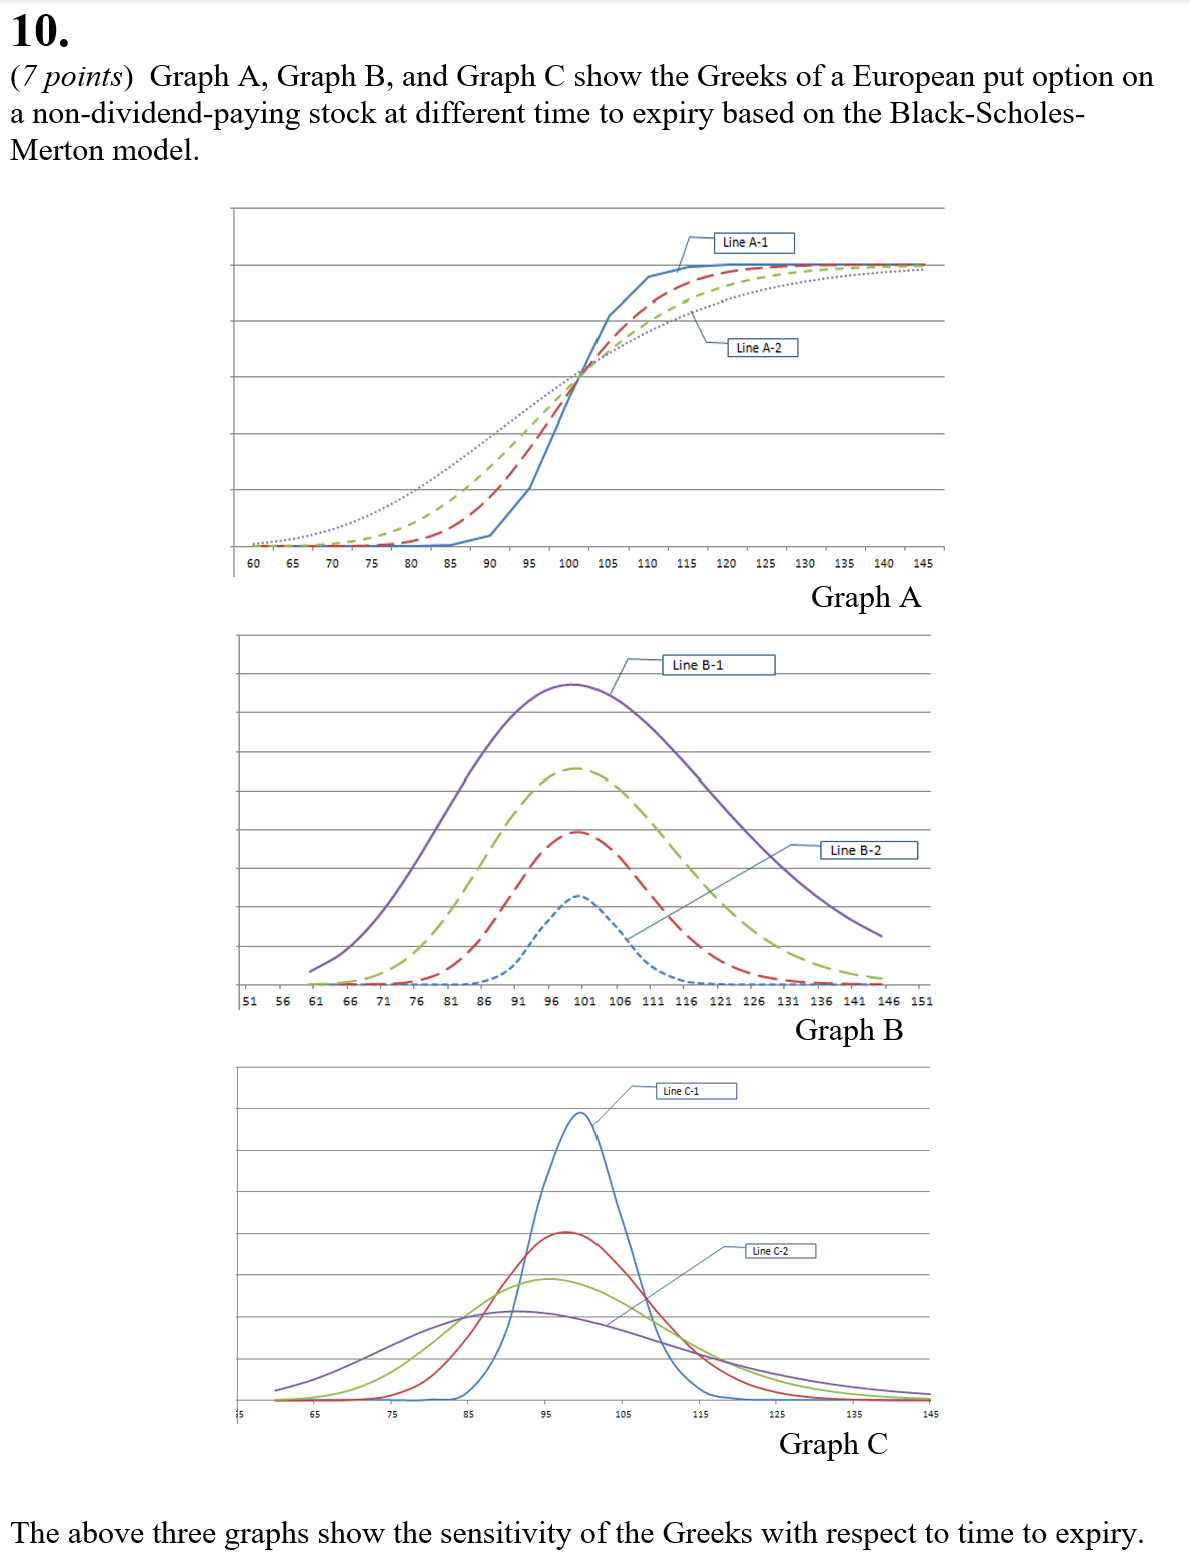 10.
(7 points) Graph A, Graph B, and Graph C show the Greeks of a European put option on
a non-dividend-paying stock at different time to expiry based on the Black-Scholes-
Merton model.
Line A-1
Line A-2
60 65 70 75 80 85 90 95 100 105 110 115 120 125 130 135 140 145
Graph A
Line B-1
Line B-2
51 56 61 66 71 76 81 86 91 96 101 106 111 116 121 126 131 136 141 146 151
Graph B
Line C-1
Line C-2
65 75 85 95 105 115 125 135 145
Graph C
The above three graphs show the sensitivity of the Greeks with respect to time to expiry.